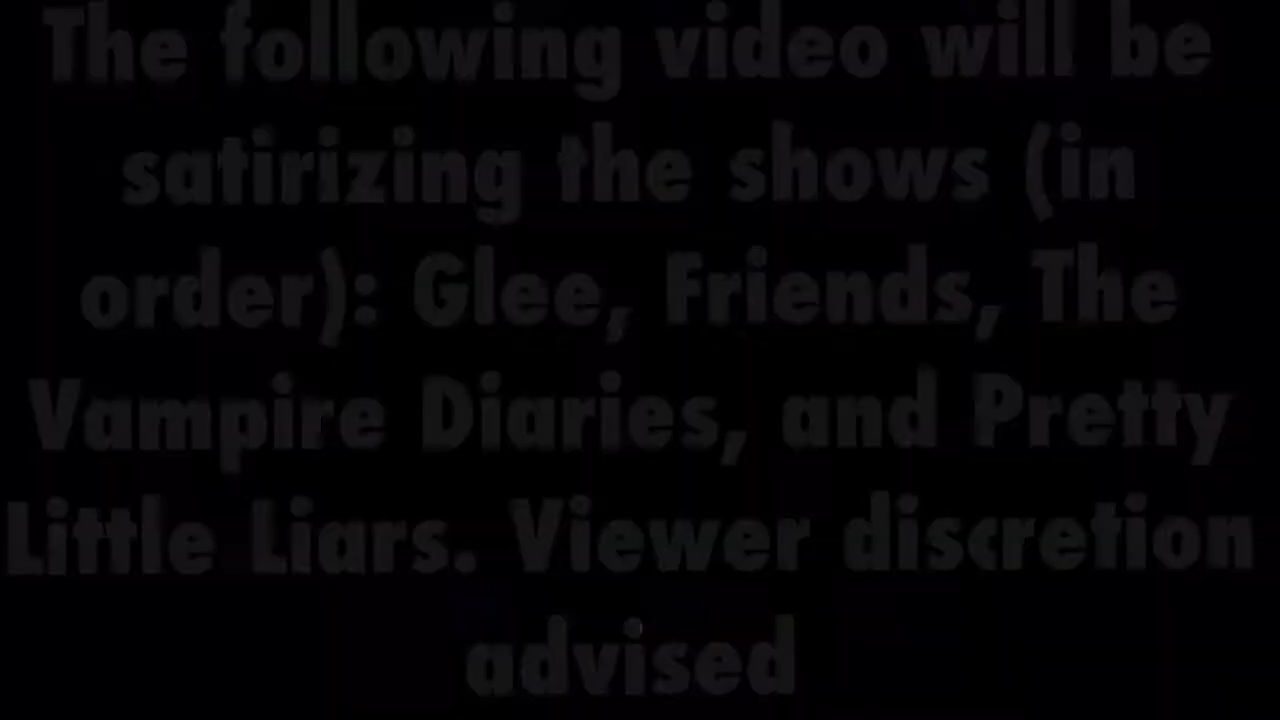 The following video will be
satirizing the shows (in
order): Glee, Friends, The
Vampire Diaries, and Pretty
Little Liars. Viewer discretion
advised